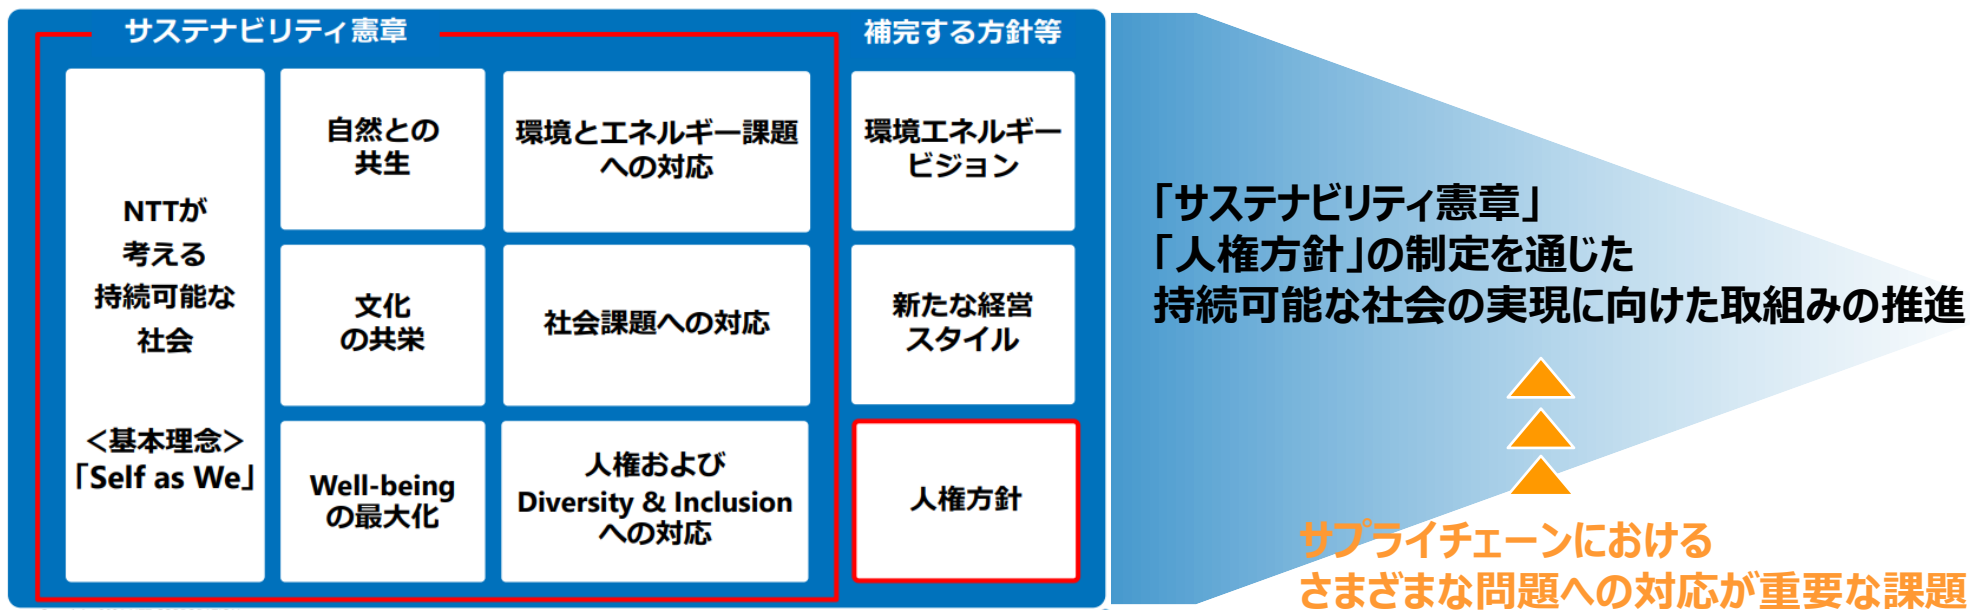 サステナビリティ憲章
補完する方針等
NTTが
考える
持続可能な
社会
＜基本理念＞
「Self as We」
自然との
共生
環境とエネルギー課題
への対応
環境エネルギー
ビジョン
文化
の共栄
社会課題への対応
新たな経営
スタイル
Well-being
の最大化
人権および
Diversity & Inclusion
への対応
人権方針
「サステナビリティ憲章」
「人権方針」の制定を通じた
持続可能な社会の実現に向けた取組みの推進
サプライチェーンにおける
さまざまな問題への対応が重要な課題